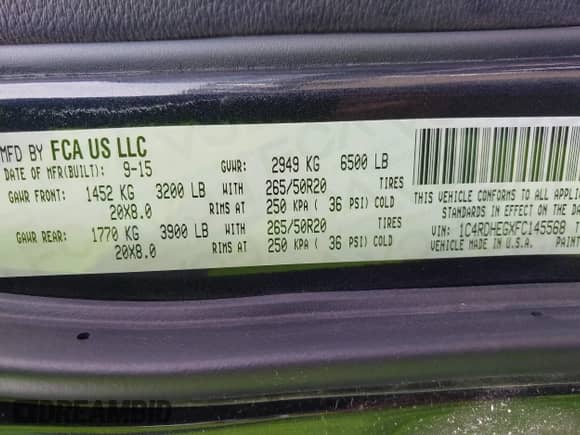 MFD BY FCA US LLC
DATE OF MFR(BUILT): 9-15 GVWR: 2949 KG 6500 LB
GAWR FRONT: 1452 KG 3200 LB WITH 265/50R20 TIRES
20X8.0 RIMS AT 250 KPA ( 36 PSI) COLD
GAWR REAR: 1770 KG 3900 LB WITH 265/50R20 TIRES
20X8.0 RIMS AT 250 KPA ( 36 PSI) COLD
THIS VEHICLE CONFORMS TO ALL
STANDARDS IN EFFECT ON
VIN: 1C4RDHEGXFC145568
VEHICLE MADE IN U.S.A. PAINT
DREAMBID